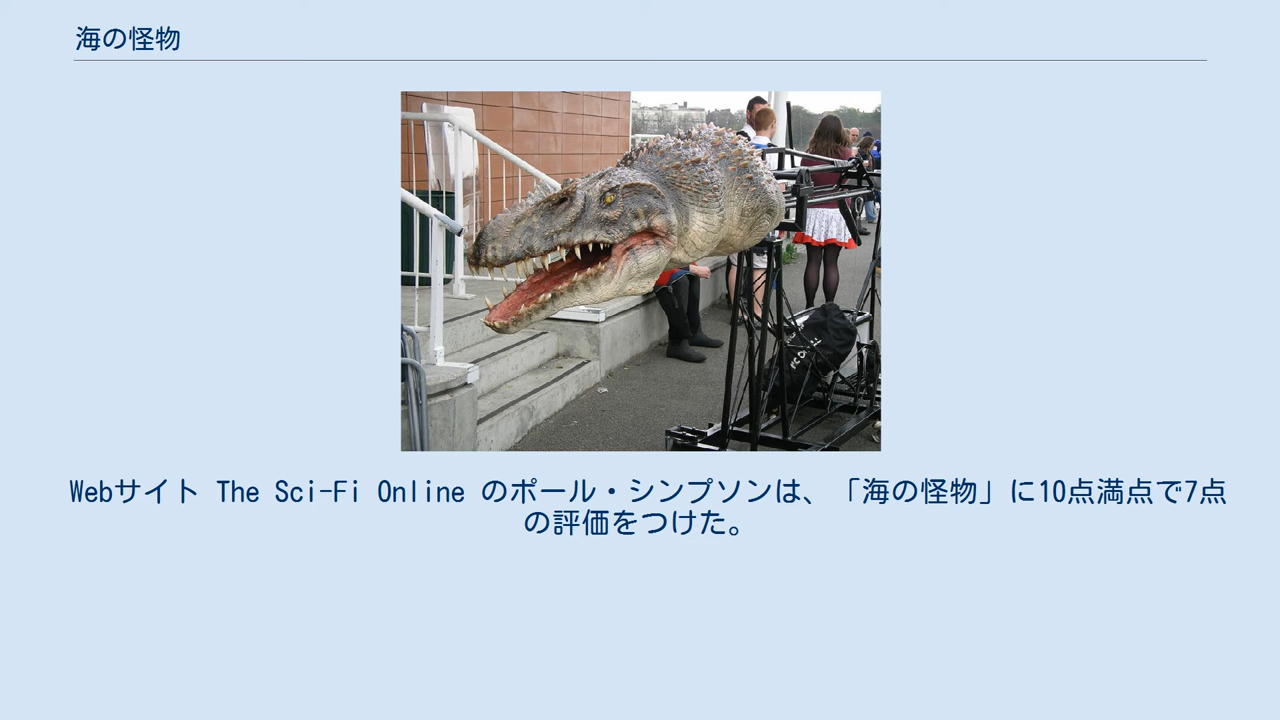 海の怪物
Webサイト The Sci-Fi Online のポール・シンプソンは、「海の怪物」に10点満点で7点
の評価をつけた。